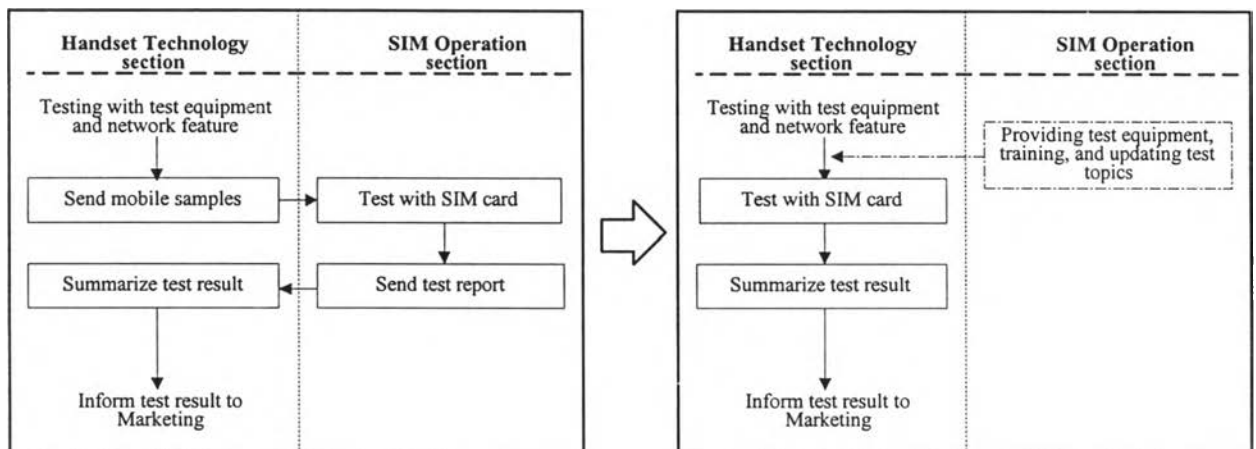 Handset Technology
section
SIM Operation
section
Testing with test equipment
and network feature
Send mobile samples
Test with SIM card
Summarize test result
Send test report
Inform test result to
Marketing
Handset Technology
section
SIM Operation
section
Testing with test equipment
and network feature
Providing test equipment,
training, and updating test
topics
Test with SIM card
Summarize test result
Inform test result to
Marketing